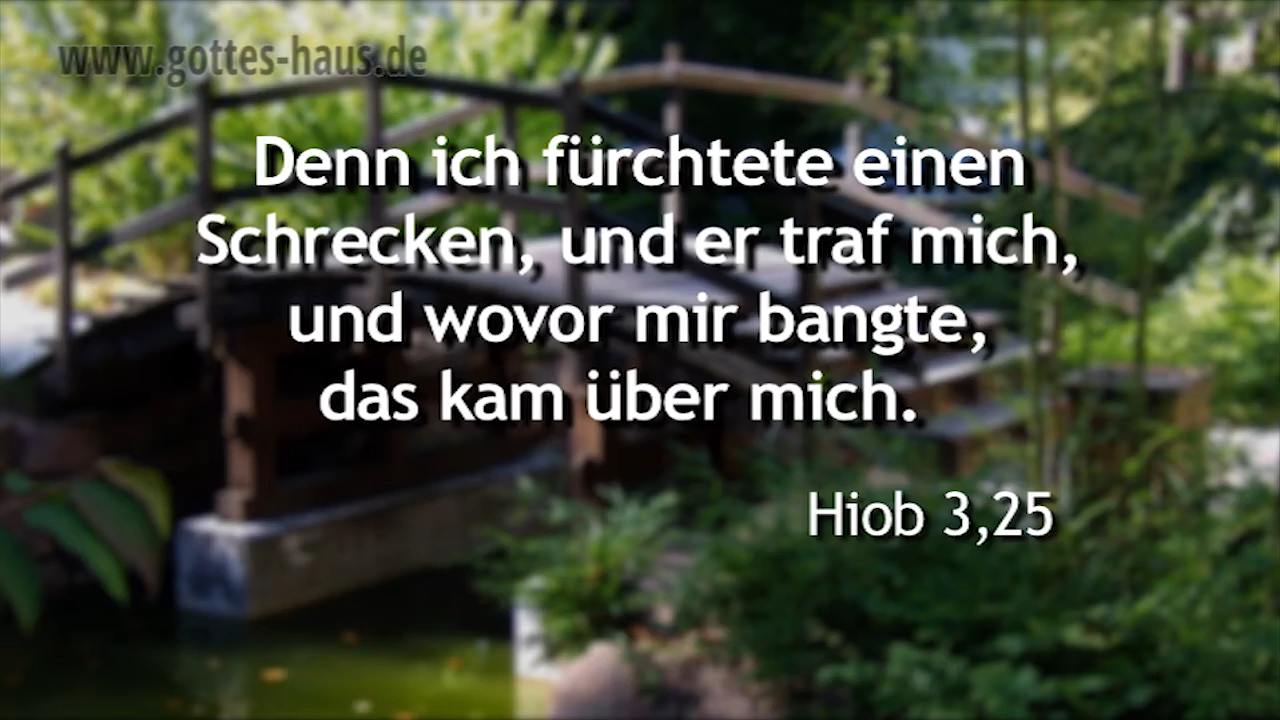 www.gottes-haus.de
Denn ich fürchtete einen
Schrecken, und er traf mich,
und wovor mir bangte,
das kam über mich.
Hiob 3,25